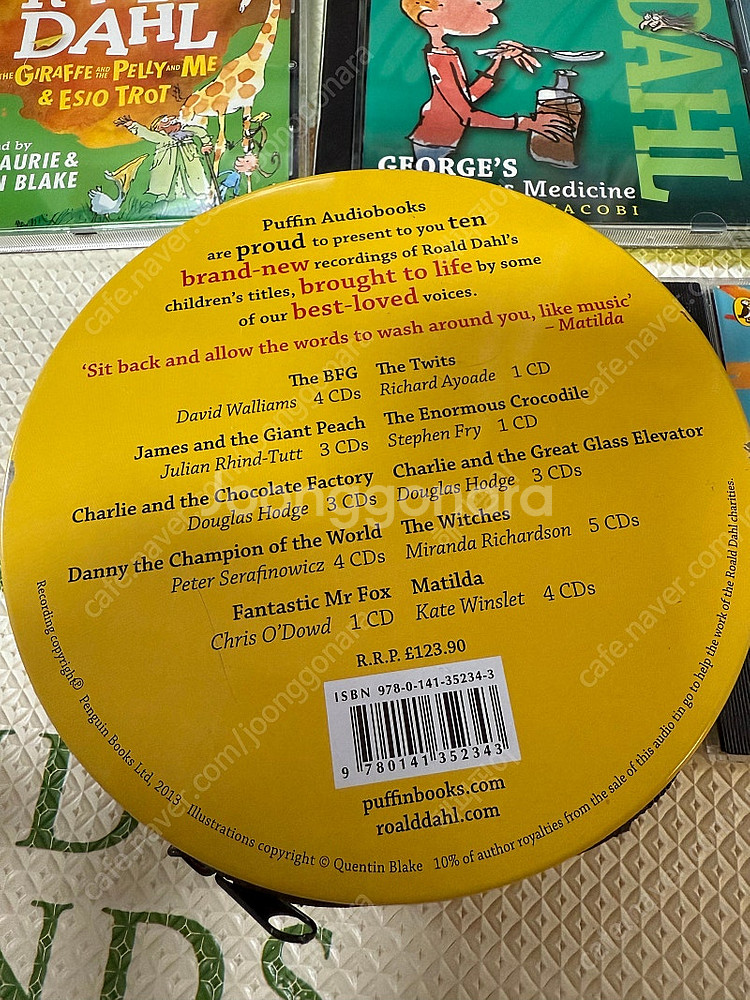 DAHL
THE GIRAFFE AND THE PELLY AND ME
& ESIO TROT
LAURIE &
BLAKE
DAHL
GEORGE'S
Medicine
JACOBI
Puffin Audiobooks
are proud to present to you ten
brand-new recordings of Roald Dahl's
children's titles, brought to life by some
of our best-loved voices.
'Sit back and allow the words to wash around you, like music'
– Matilda
The BFG
David Walliams 4 CDs
The Twits
Richard Ayoade 1 CD
James and the Giant Peach
Julian Rhind-Tutt 3 CDs
The Enormous Crocodile
Stephen Fry 1 CD
Charlie and the Chocolate Factory
Douglas Hodge 3 CDs
Charlie and the Great Glass Elevator
Douglas Hodge 3 CDs
Danny the Champion of the World
Peter Serafinowicz 4 CDs
The Witches
Miranda Richardson 5 CDs
Fantastic Mr Fox
Chris O'Dowd 1 CD
Matilda
Kate Winslet 4 CDs
R.R.P. £123.90
ISBN 978-0-141-35234-3
9 780141 352343
puffinbooks.com
roalddahl.com
Recording copyright℗ Penguin Books Ltd, 2013 Illustrations copyright © Quentin Blake 10% of author royalties from the sale of this audio tin go to help the work of the Roald Dahl charities.
Joonggonara
cafe.naver.com/joonggonara